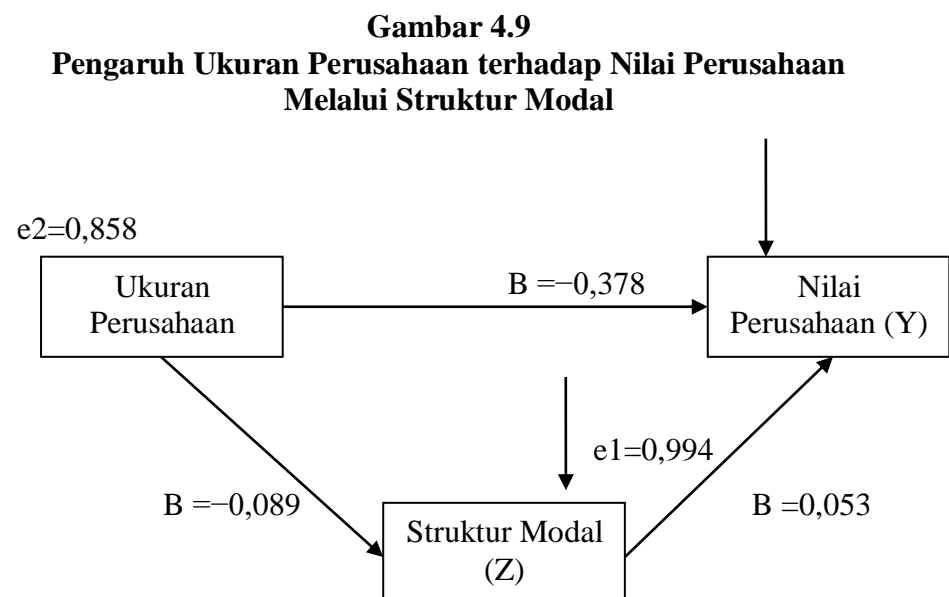 Gambar 4.9
Pengaruh Ukuran Perusahaan terhadap Nilai Perusahaan
Melalui Struktur Modal
e2=0,858
Ukuran
Perusahaan
B =−0,378
Nilai
Perusahaan (Y)
e1=0,994
B =−0,089
B =0,053
Struktur Modal
(Z)